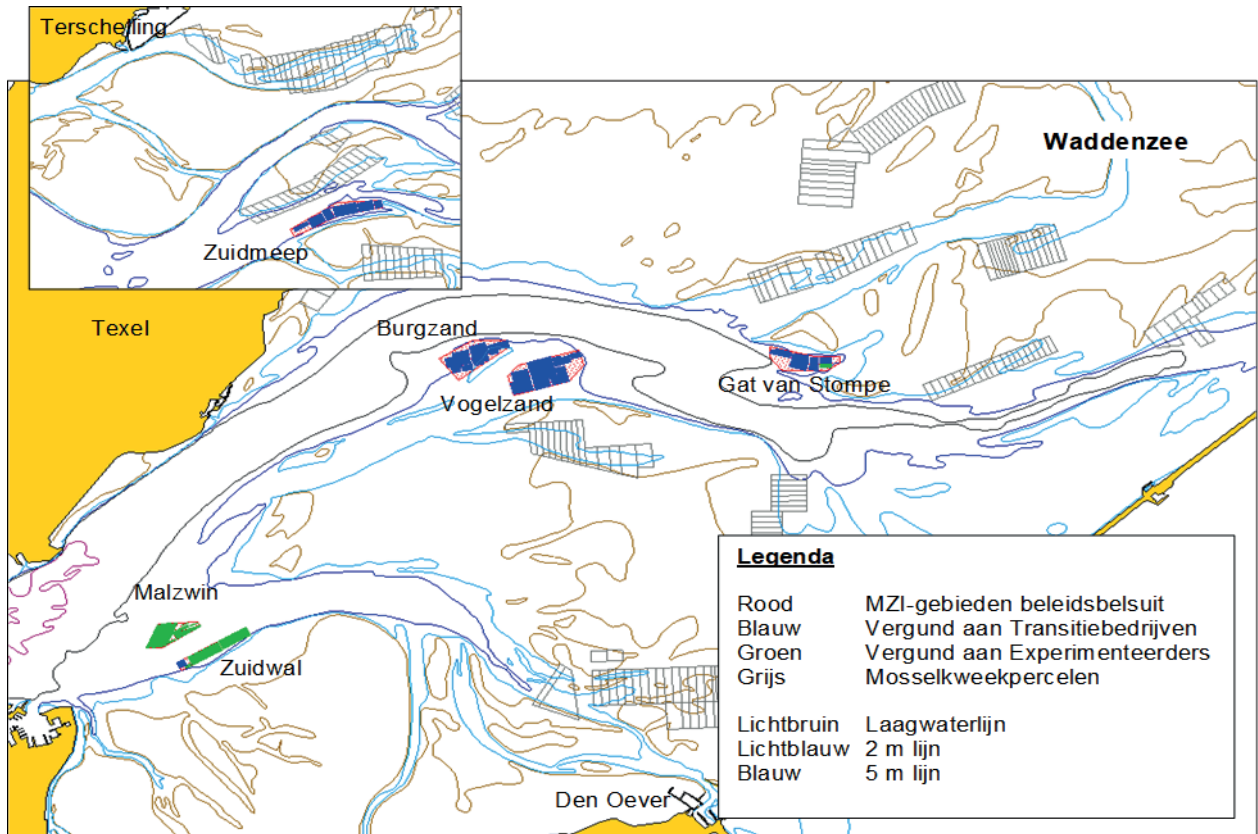 Terschelling
Zuidmeep
Waddenzee
Texel
Burgzand
Vogelzand
Gat van Stompe
Malzwin
Zuidwal
Den Oever
Legenda
Rood MZI-gebieden beleidsbelsuit
Blauw Vergund aan Transitiebedrijven
Groen Vergund aan Experimenteerders
Grijs Mosselkweekpercelen
Lichtbruin Laagwaterlijn
Lichtblauw 2 m lijn
Blauw 5 m lijn